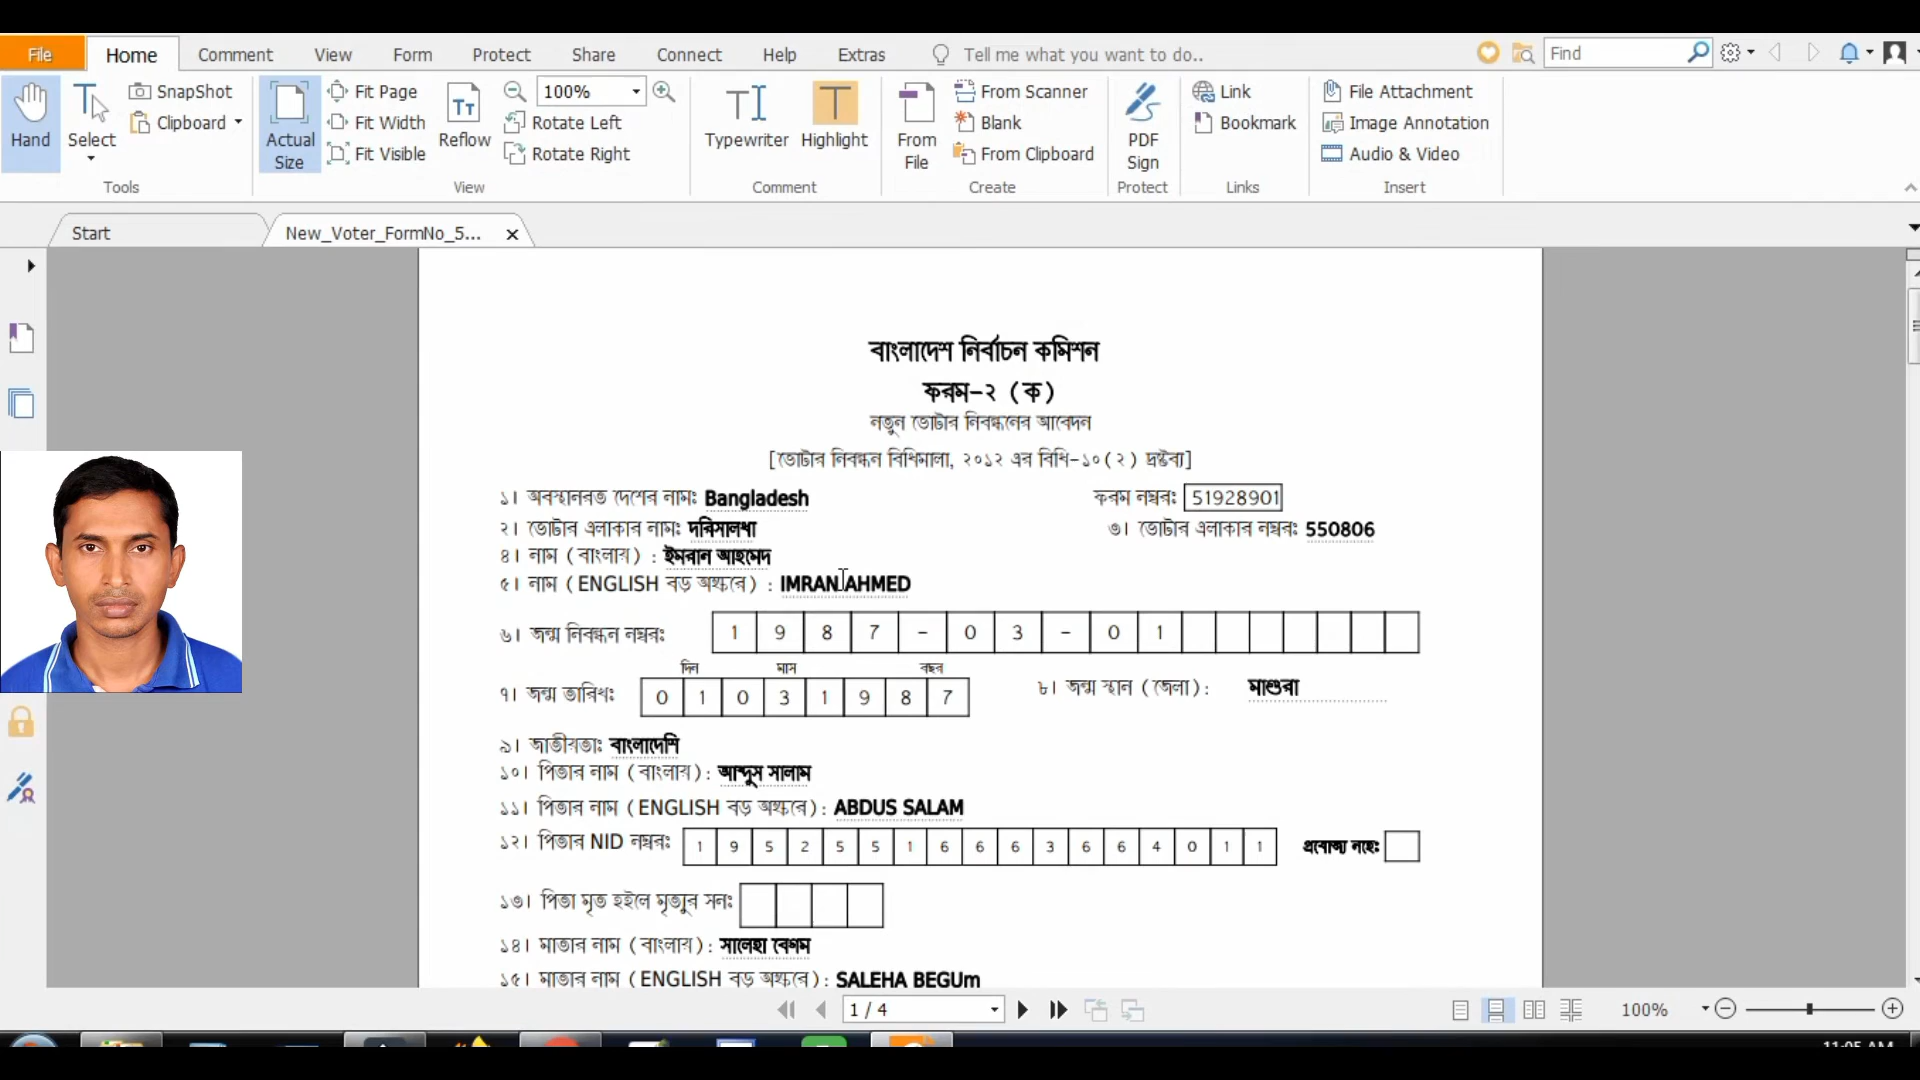 File Home Comment View Form Protect Share Connect Help Extras Tell me what you want to do.. Find
Hand Select SnapShot Clipboard
Actual Size Fit Page Fit Width Fit Visible Reflow 100% Rotate Left Rotate Right
Typewriter Highlight
From File From Scanner Blank From Clipboard
PDF Sign
Link Bookmark
File Attachment Image Annotation Audio & Video
Tools View Comment Create Protect Links Insert
Start New_Voter_FormNo_5...
বাংলাদেশ নির্বাচন কমিশন
ফরম-২ (ক)
নতুন ভোটার নিবন্ধনের আবেদন
[ভোটার নিবন্ধন বিধিমালা, ২০১২ এর বিধি-১০(২) দ্রষ্টব্য]
১। অবস্থানরত দেশের নামঃ Bangladesh ফরম নম্বরঃ 51928901
২। ভোটার এলাকার নামঃ দরিসালধা ৩। ভোটার এলাকার নম্বরঃ 550806
৪। নাম (বাংলায়) : ইমরান আহমেদ
৫। নাম (ENGLISH বড় অক্ষরে) : IMRAN AHMED
৬। জন্ম নিবন্ধন নম্বরঃ 1 9 8 7 - 0 3 - 0 1
দিন মাস বছর
৭। জন্ম তারিখঃ 0 1 0 3 1 9 8 7 ৮। জন্ম স্থান (জেলা): মাগুরা
৯। জাতীয়তাঃ বাংলাদেশি
১০। পিতার নাম (বাংলায়): আব্দুস সালাম
১১। পিতার নাম (ENGLISH বড় অক্ষরে): ABDUS SALAM
১২। পিতার NID নম্বরঃ 1 9 5 2 5 5 1 6 6 6 3 6 6 4 0 1 1 প্রযোজ্য নহেঃ
১৩। পিতা মৃত হইলে মৃত্যুর সনঃ
১৪। মাতার নাম (বাংলায়): সালেহা বেগম
১৫। মাতার নাম (ENGLISH বড় অক্ষরে): SALEHA BEGUm
1 / 4 100%
11:05 AM